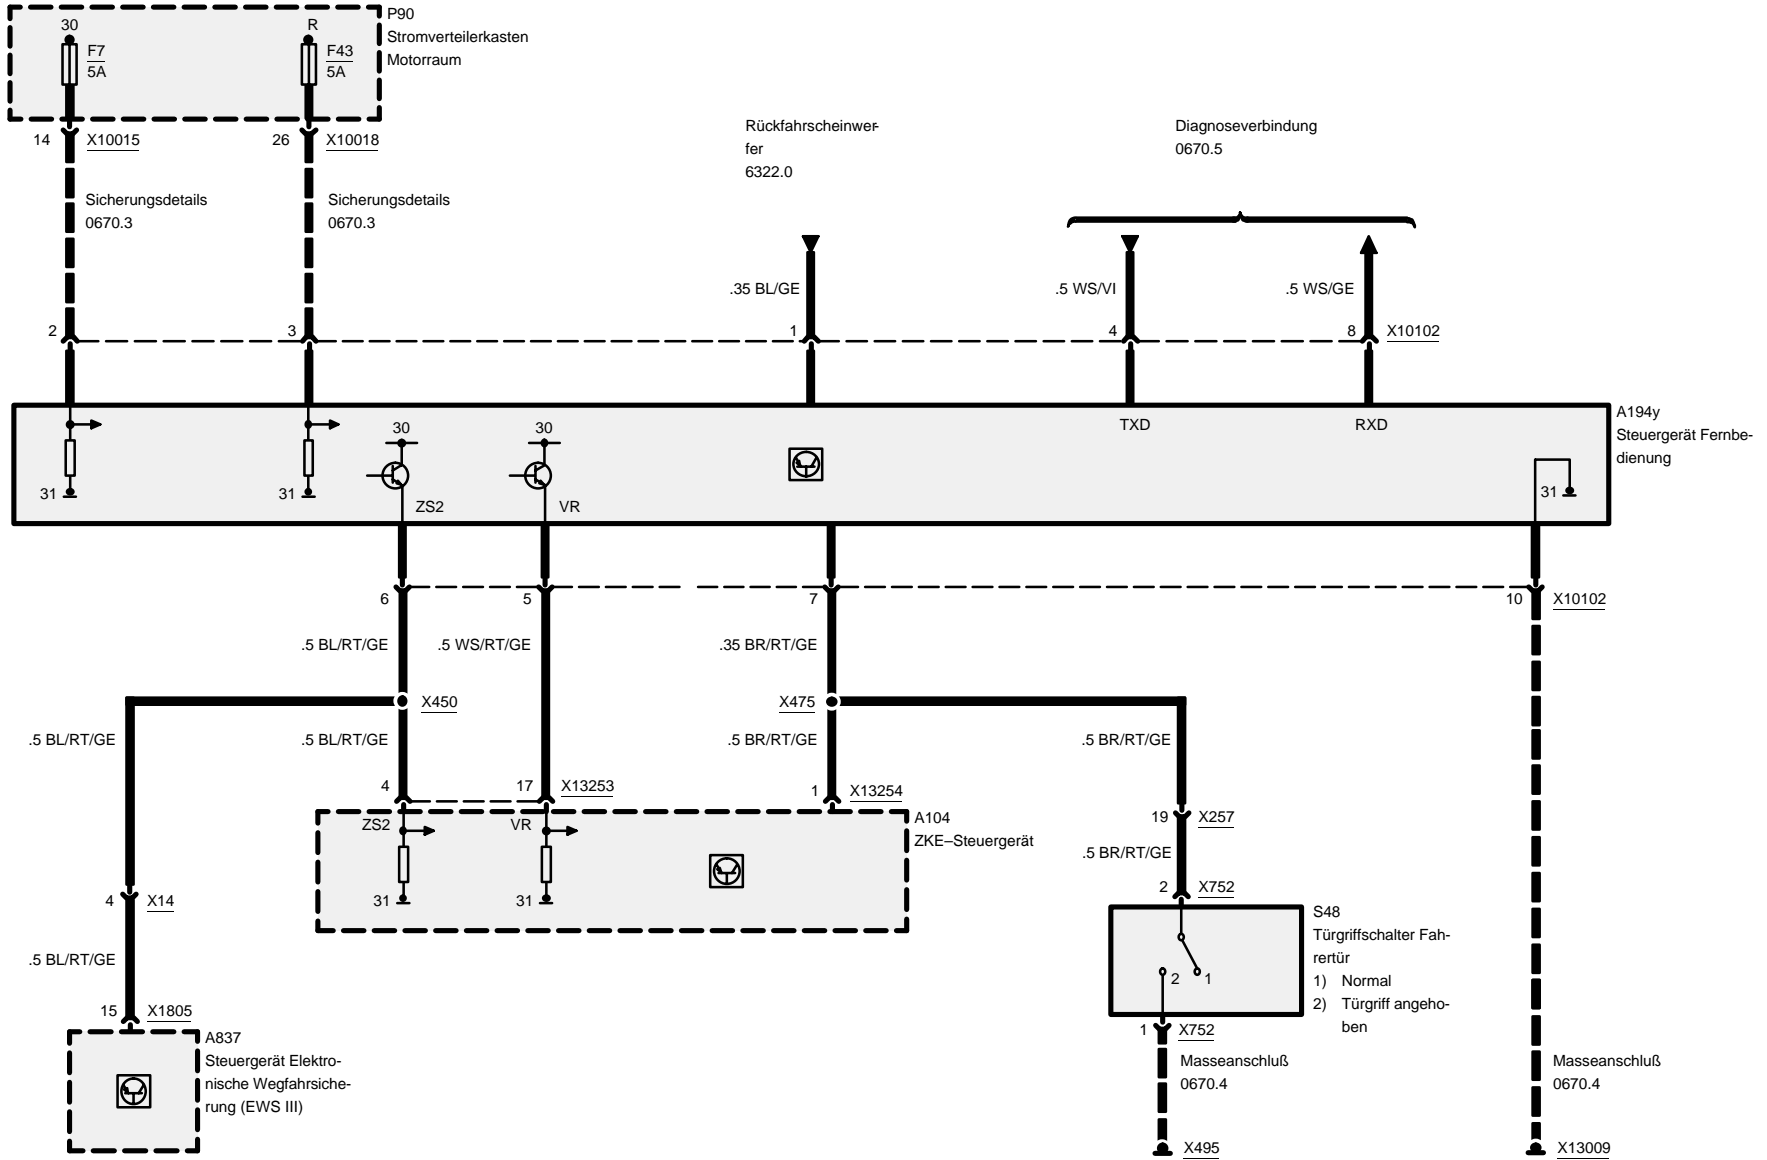 30
R
P90
Stromverteilerkasten
Motorraum
F7
5A
F43
5A
14
X10015
26
X10018
Sicherungsdetails
0670.3
Sicherungsdetails
0670.3
Rückfahrscheinwer-
fer
6322.0
Diagnoseverbindung
0670.5
.35 BL/GE
.5 WS/VI
.5 WS/GE
2
3
1
4
8
X10102
A194y
Steuergerät Fernbe-
dienung
TXD
RXD
30
30
31
31
31
ZS2
VR
6
5
7
10
X10102
.5 BL/RT/GE
.5 WS/RT/GE
.35 BR/RT/GE
X450
X475
.5 BL/RT/GE
.5 BL/RT/GE
.5 BR/RT/GE
.5 BR/RT/GE
4
17
X13253
1
X13254
19
X257
A104
ZKE–Steuergerät
ZS2
VR
31
31
.5 BR/RT/GE
2
X752
4
X14
S48
Türgriffschalter Fah-
rertür
1) Normal
2) Türgriff angeho-
ben
2
1
.5 BL/RT/GE
15
X1805
1
X752
A837
Steuergerät Elektro-
nische Wegfahrsiche-
rung (EWS III)
Masseanschluß
0670.4
Masseanschluß
0670.4
X495
X13009